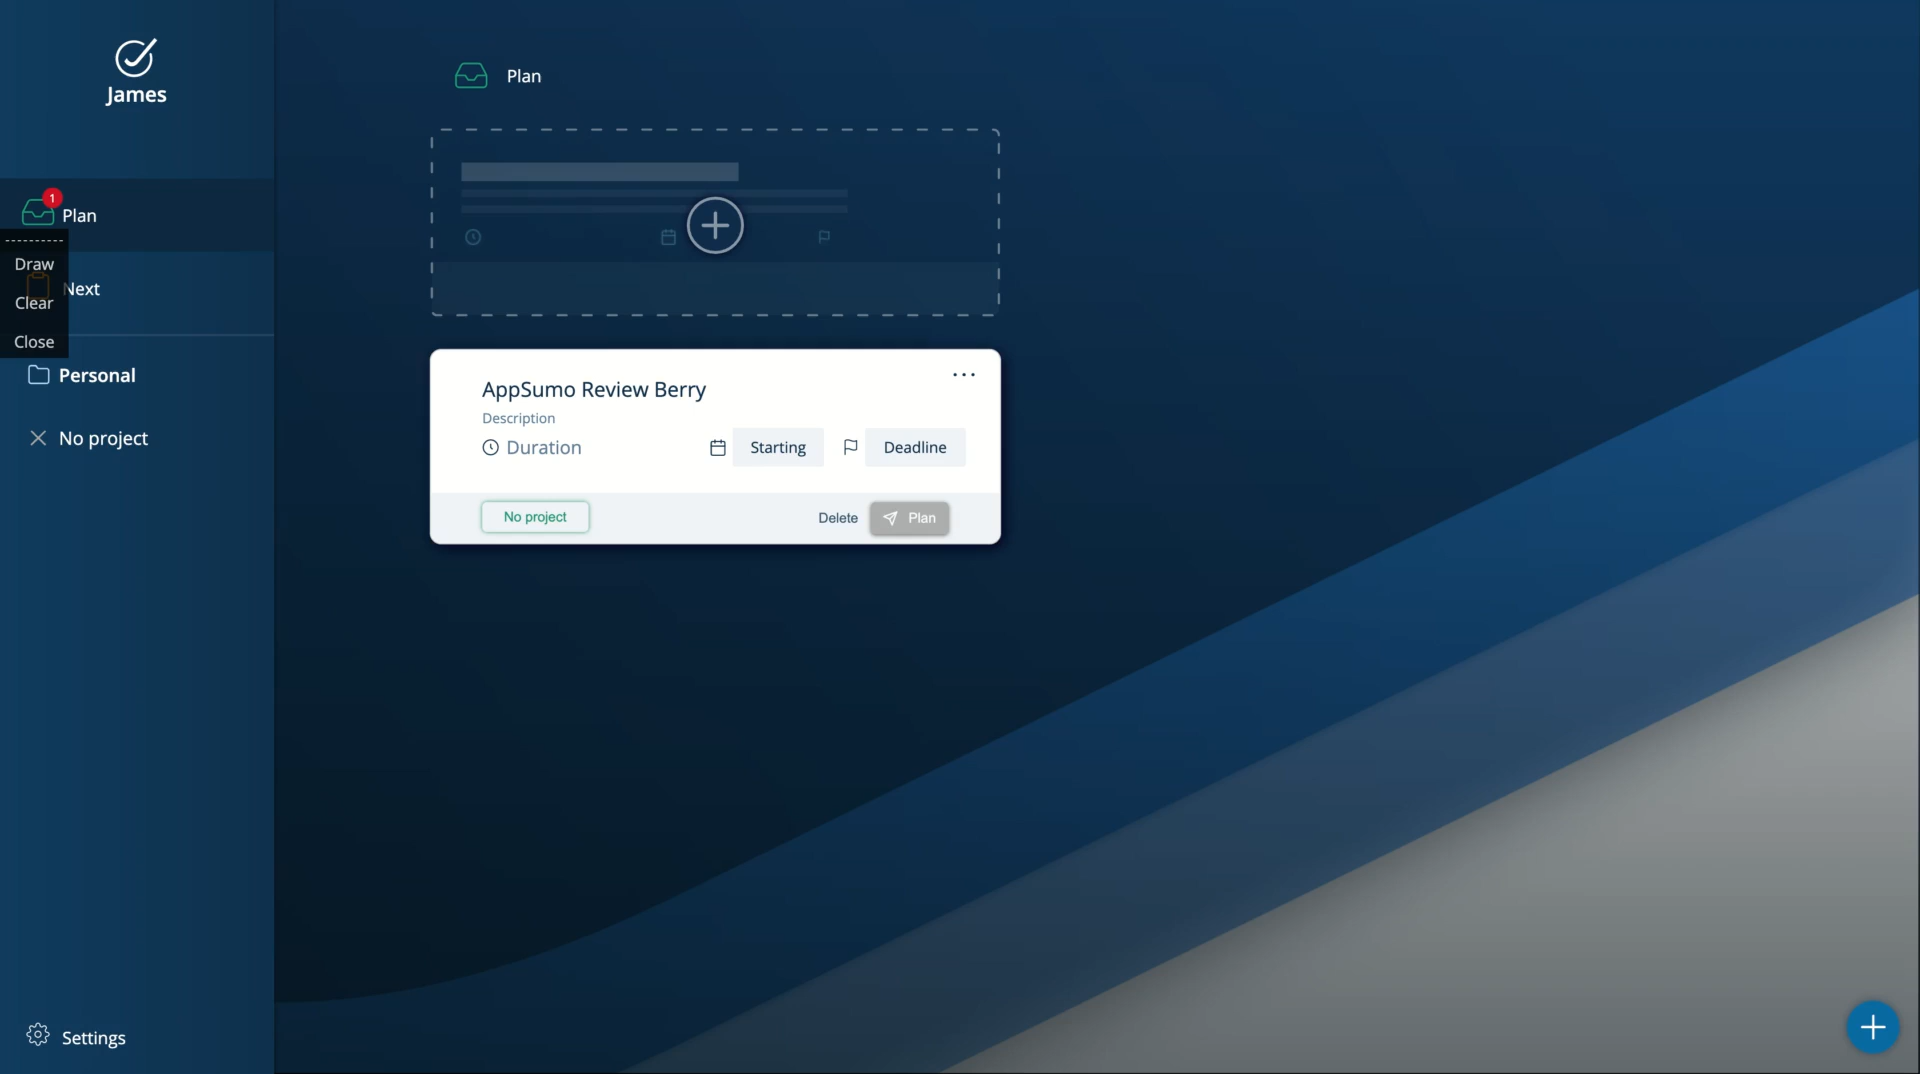 James
1
Plan
Draw
Next
Clear
Close
Personal
No project
Settings
Plan
AppSumo Review Berry
Description
Duration
Starting
Deadline
No project
Delete
Plan